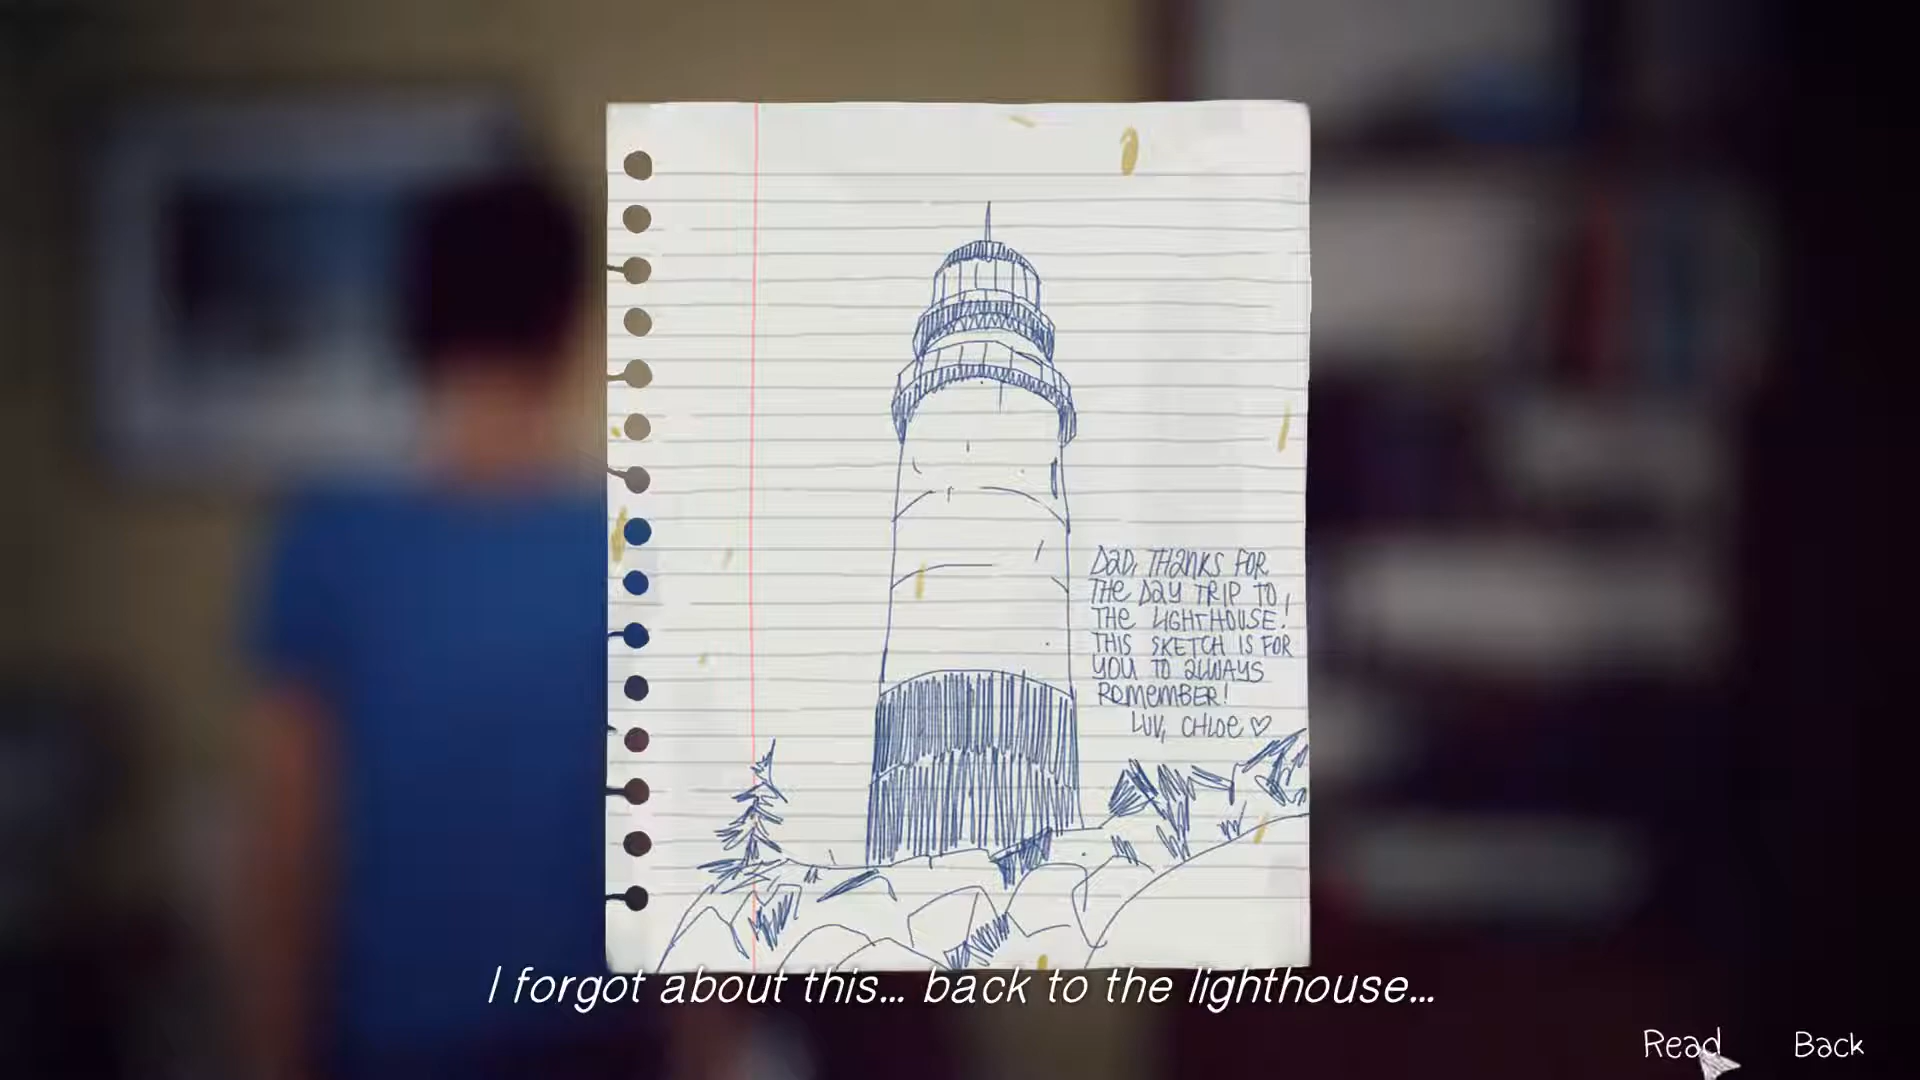 Dad, THANKS FOR
THE Day TRIP TO
THE LIGHTHOUSE!
THIS SKETCH IS FOR
YOU TO ALWAYS
REMEMBER!
LUV, CHLOE ♡
I forgot about this... back to the lighthouse...
Read
Back